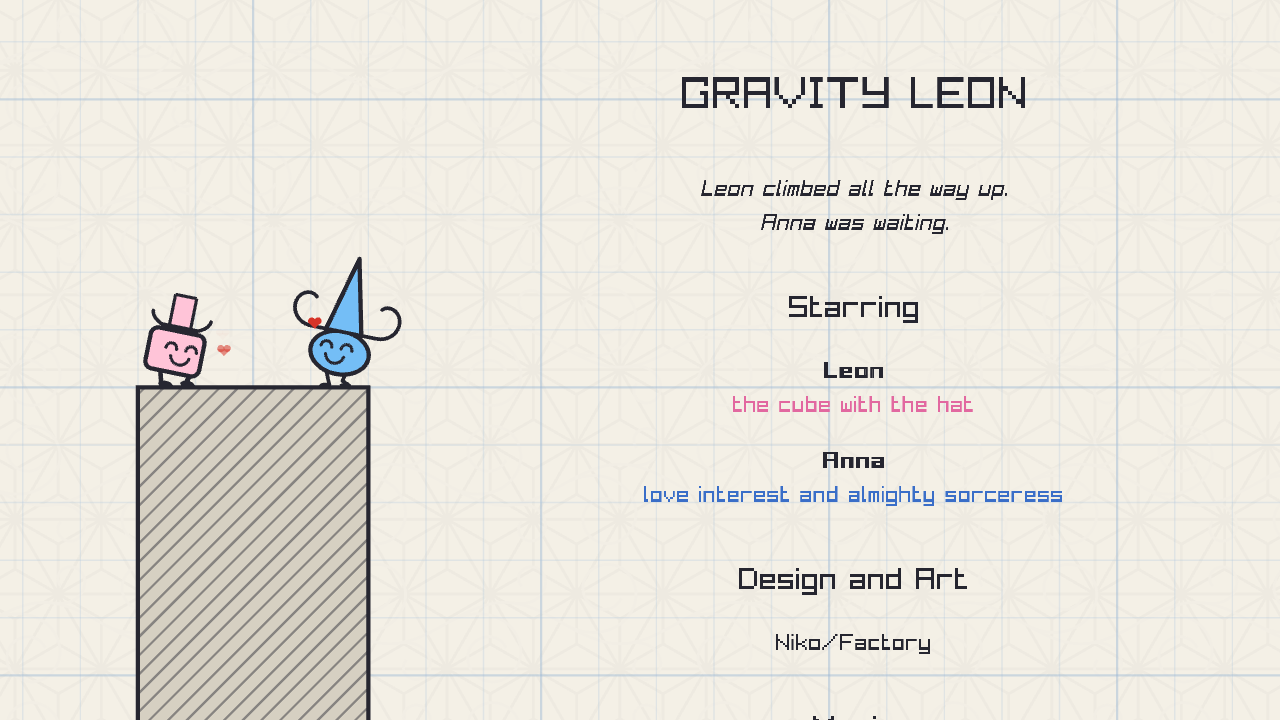 GRAVITY LEON
Leon climbed all the way up.
Anna was waiting.
Starring
Leon
the cube with the hat
Anna
love interest and almighty sorceress
Design and Art
Niko/Factory